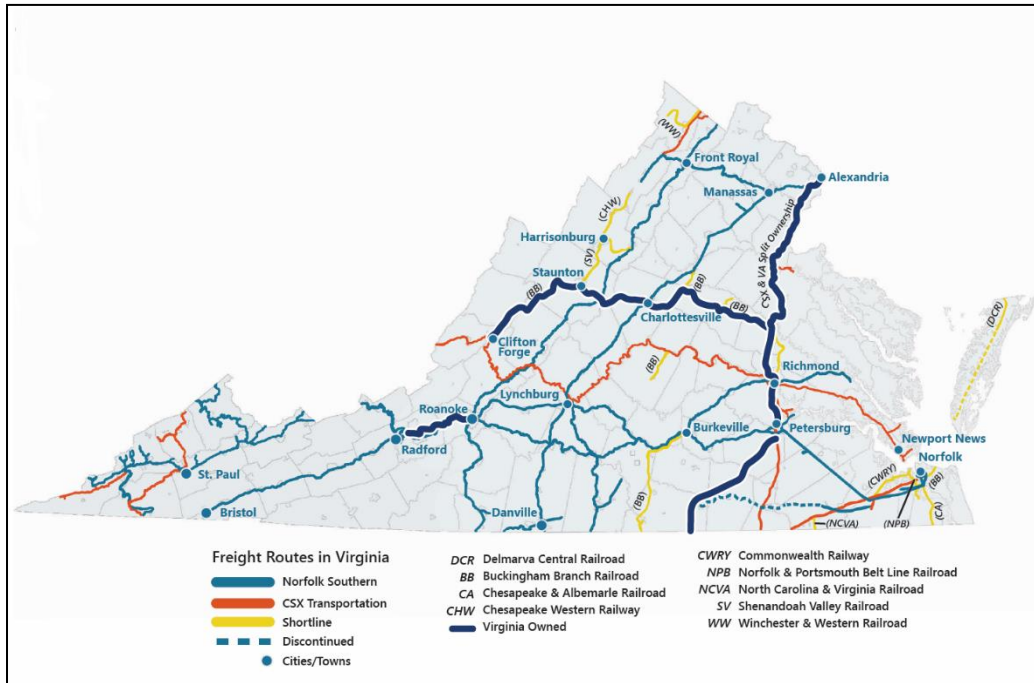 (WW)
Front Royal
Alexandria
Manassas
(CHW)
CSX & VA Split Ownership
Harrisonburg
(SV)
Staunton
(BB)
(BB)
(BB)
(DCR)
Charlottesville
Clifton
Forge
(BB)
Richmond
Lynchburg
Roanoke
Burkeville
Petersburg
Radford
Newport News
Norfolk
St. Paul
(CWRY)
(BB)
(BB)
Bristol
Danville
(NCVA)
(NPB)
(CA)
Freight Routes in Virginia
Norfolk Southern
CSX Transportation
Shortline
Discontinued
Cities/Towns
DCR Delmarva Central Railroad
BB Buckingham Branch Railroad
CA Chesapeake & Albemarle Railroad
CHW Chesapeake Western Railway
Virginia Owned
CWRY Commonwealth Railway
NPB Norfolk & Portsmouth Belt Line Railroad
NCVA North Carolina & Virginia Railroad
SV Shenandoah Valley Railroad
WW Winchester & Western Railroad